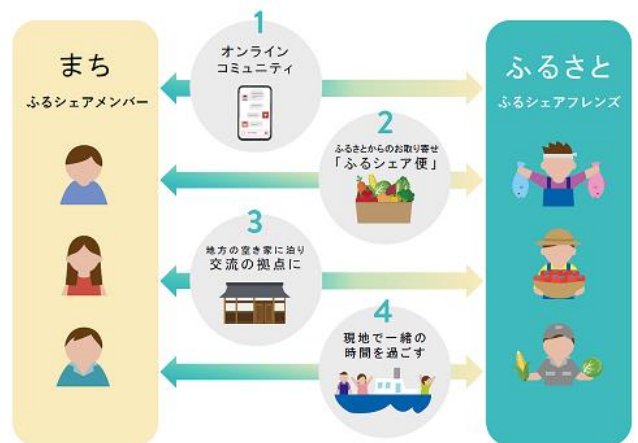 まち
ふるシェアメンバー
1
オンライン
コミュニティ
2
ふるさとからのお取り寄せ
「ふるシェア便」
3
地方の空き家に泊り
交流の拠点に
4
現地で一緒の
時間を過ごす
ふるさと
ふるシェアフレンズ